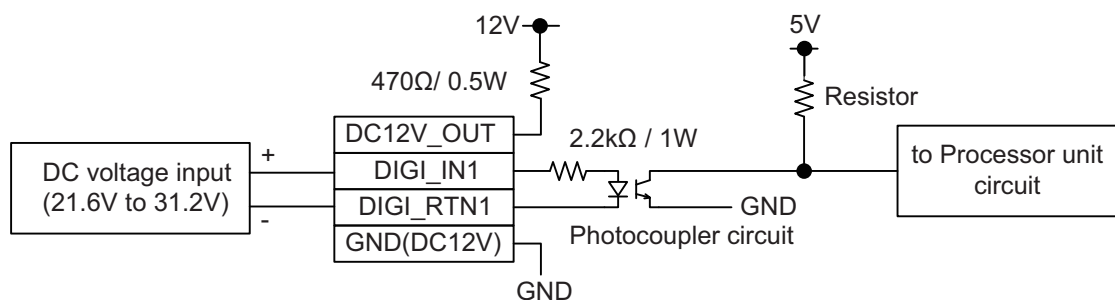 12V
5V
470Ω/ 0.5W
Resistor
DC12V_OUT
2.2kΩ / 1W
DC voltage input
(21.6V to 31.2V)
+
-
DIGI_IN1
DIGI_RTN1
GND(DC12V)
GND
Photocoupler circuit
to Processor unit
circuit
GND